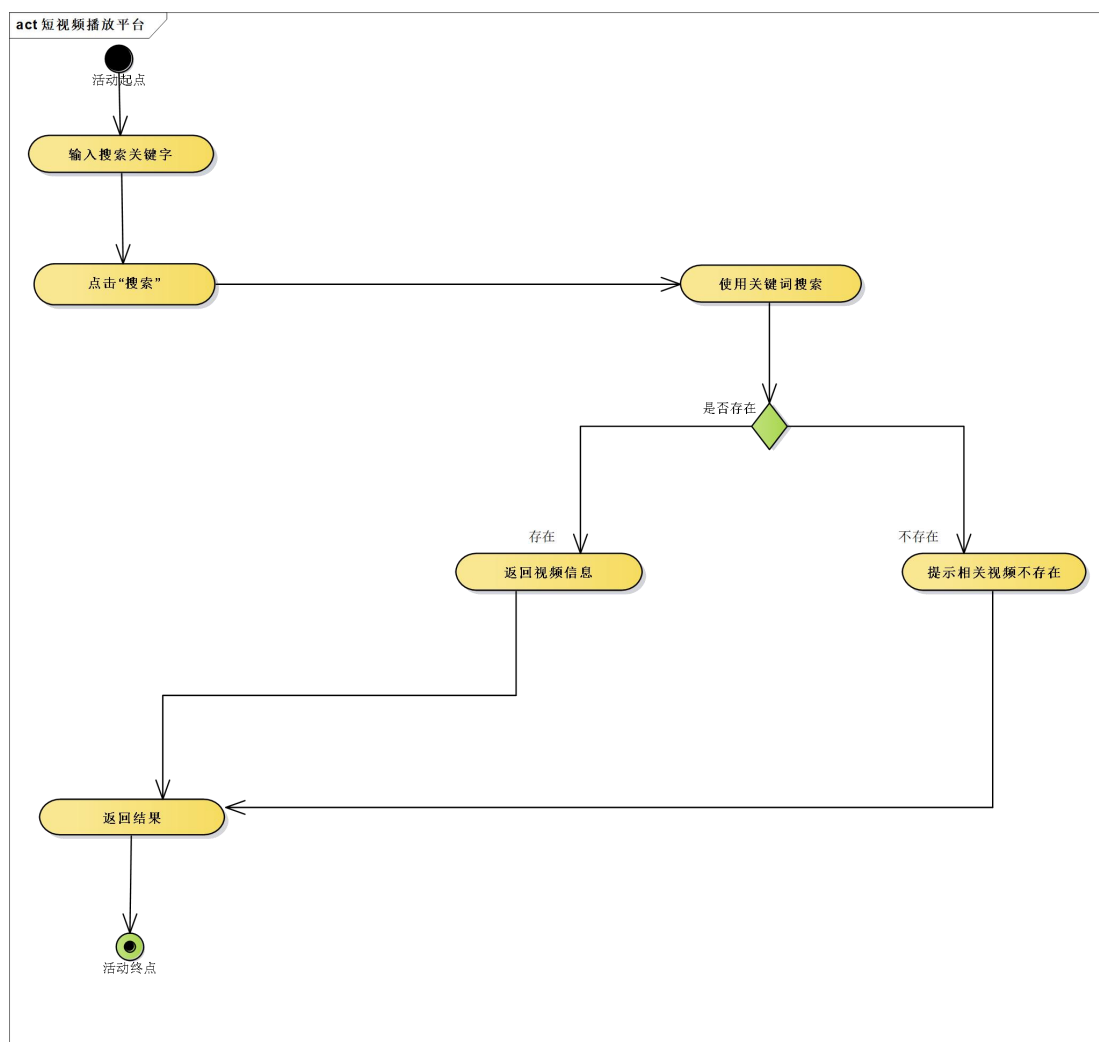 act 短视频播放平台
活动起点
输入搜索关键字
点击“搜索”
使用关键词搜索
是否存在
存在
不存在
返回视频信息
提示相关视频不存在
返回结果
活动终点